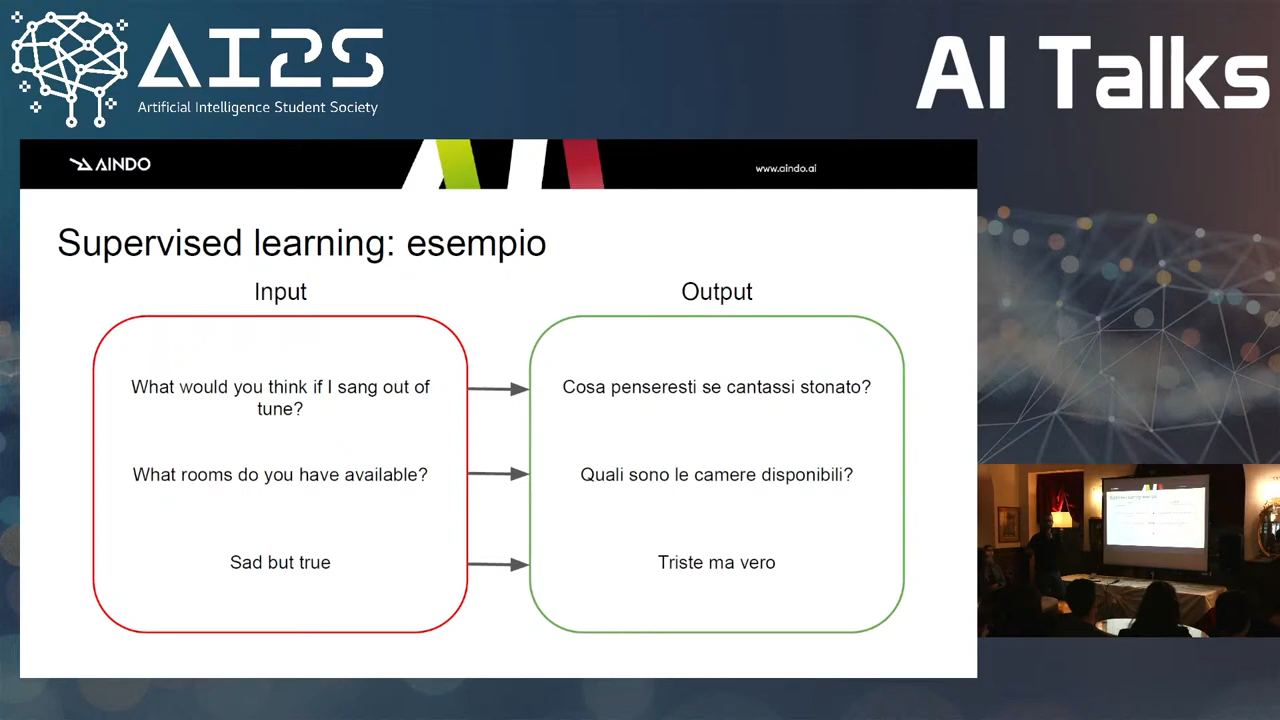 AI2S
Artificial Intelligence Student Society
AI Talks
AINDO
www.aindo.ai
Supervised learning: esempio
Input
Output
What would you think if I sang out of
tune?
Cosa penseresti se cantassi stonato?
What rooms do you have available?
Quali sono le camere disponibili?
Sad but true
Triste ma vero